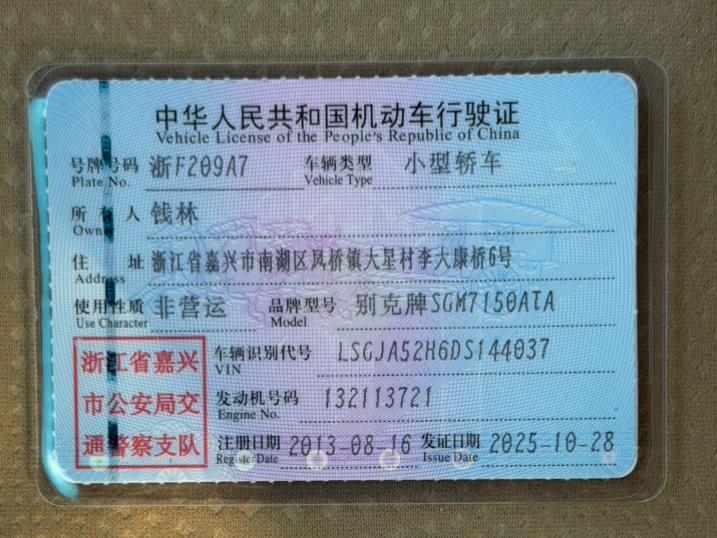 中华人民共和国机动车行驶证
Vehicle License of the People's Republic of China
号牌号码 浙F209A7 车辆类型 小型轿车
Plate No. Vehicle Type
所有人 钱林
Owner
住址 浙江省嘉兴市南湖区凤桥镇大星村李大康桥6号
Address
使用性质 非营运 品牌型号 别克牌SGM7150ATA
Use Character Model
浙江省嘉兴
市公安局交
通警察支队
车辆识别代号 LSGJA52H6DS144037
VIN
发动机号码 132113721
Engine No.
注册日期 2013-08-16 发证日期 2025-10-28
Register Date Issue Date